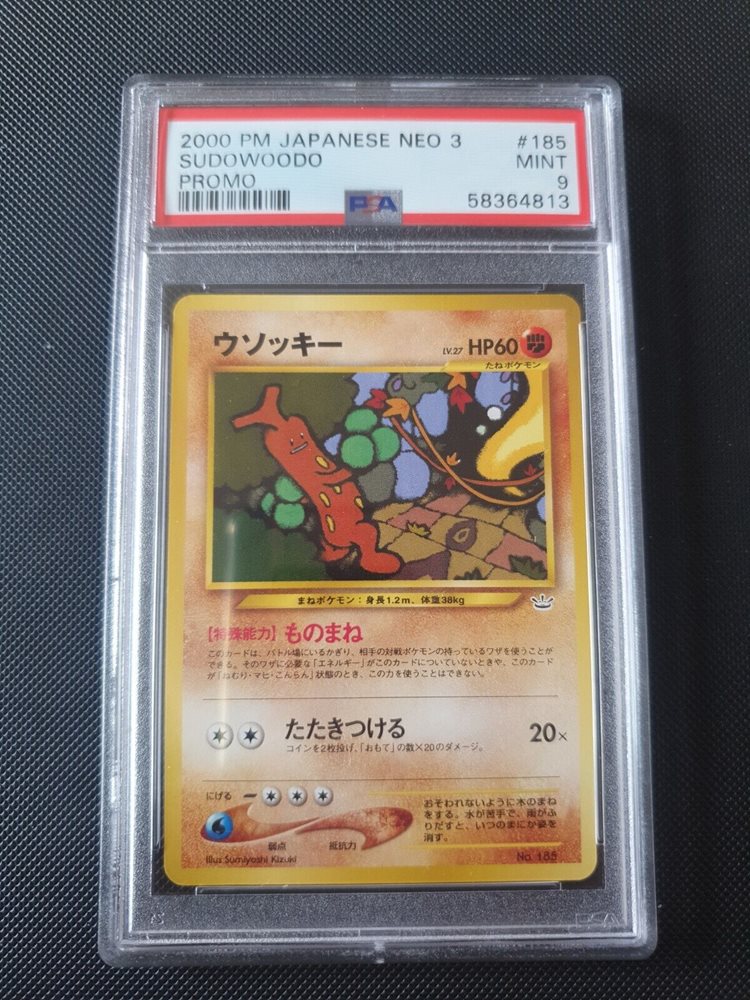 2000 PM JAPANESE NEO 3 #185
SUDOWOODO MINT
PROMO 9
PSA 58364813
ウソッキー LV.27 HP60
たねポケモン
まねポケモン：身長1.2m、体重38kg
【特殊能力】ものまね
このカードは、バトル場にいるかぎり、相手の対戦ポケモンの持っているワザを使うことが
できる。そのワザに必要な「エネルギー」がこのカードについていないときや、このカード
が「ねむり・マヒ・こんらん」状態のとき、この力を使うことはできない。
たたきつける 20×
コインを2枚投げ、「おもて」の数×20のダメージ。
にげる
おそわれないように木のまね
をする。水が苦手で、雨がふ
りだすと、いつのまにか姿を
消す。
弱点 抵抗力
Illus Sumiyoshi Kizuki No. 185